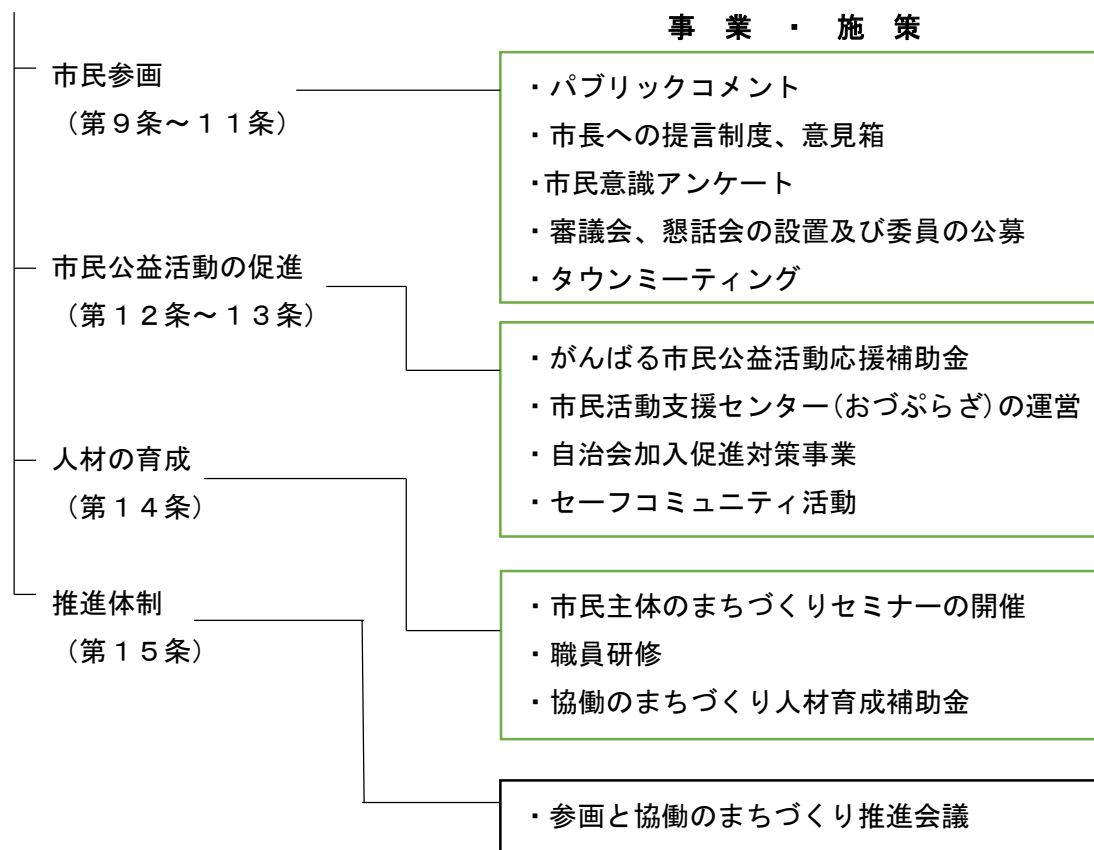 事 業 ・ 施 策
市民参画
（第９条～１１条）
・パブリックコメント
・市長への提言制度、意見箱
・市民意識アンケート
・審議会、懇話会の設置及び委員の公募
・タウンミーティング
市民公益活動の促進
（第１２条～１３条）
・がんばる市民公益活動応援補助金
・市民活動支援センター(おづぷらざ)の運営
・自治会加入促進対策事業
・セーフコミュニティ活動
人材の育成
（第１４条）
・市民主体のまちづくりセミナーの開催
・職員研修
・協働のまちづくり人材育成補助金
推進体制
（第１５条）
・参画と協働のまちづくり推進会議